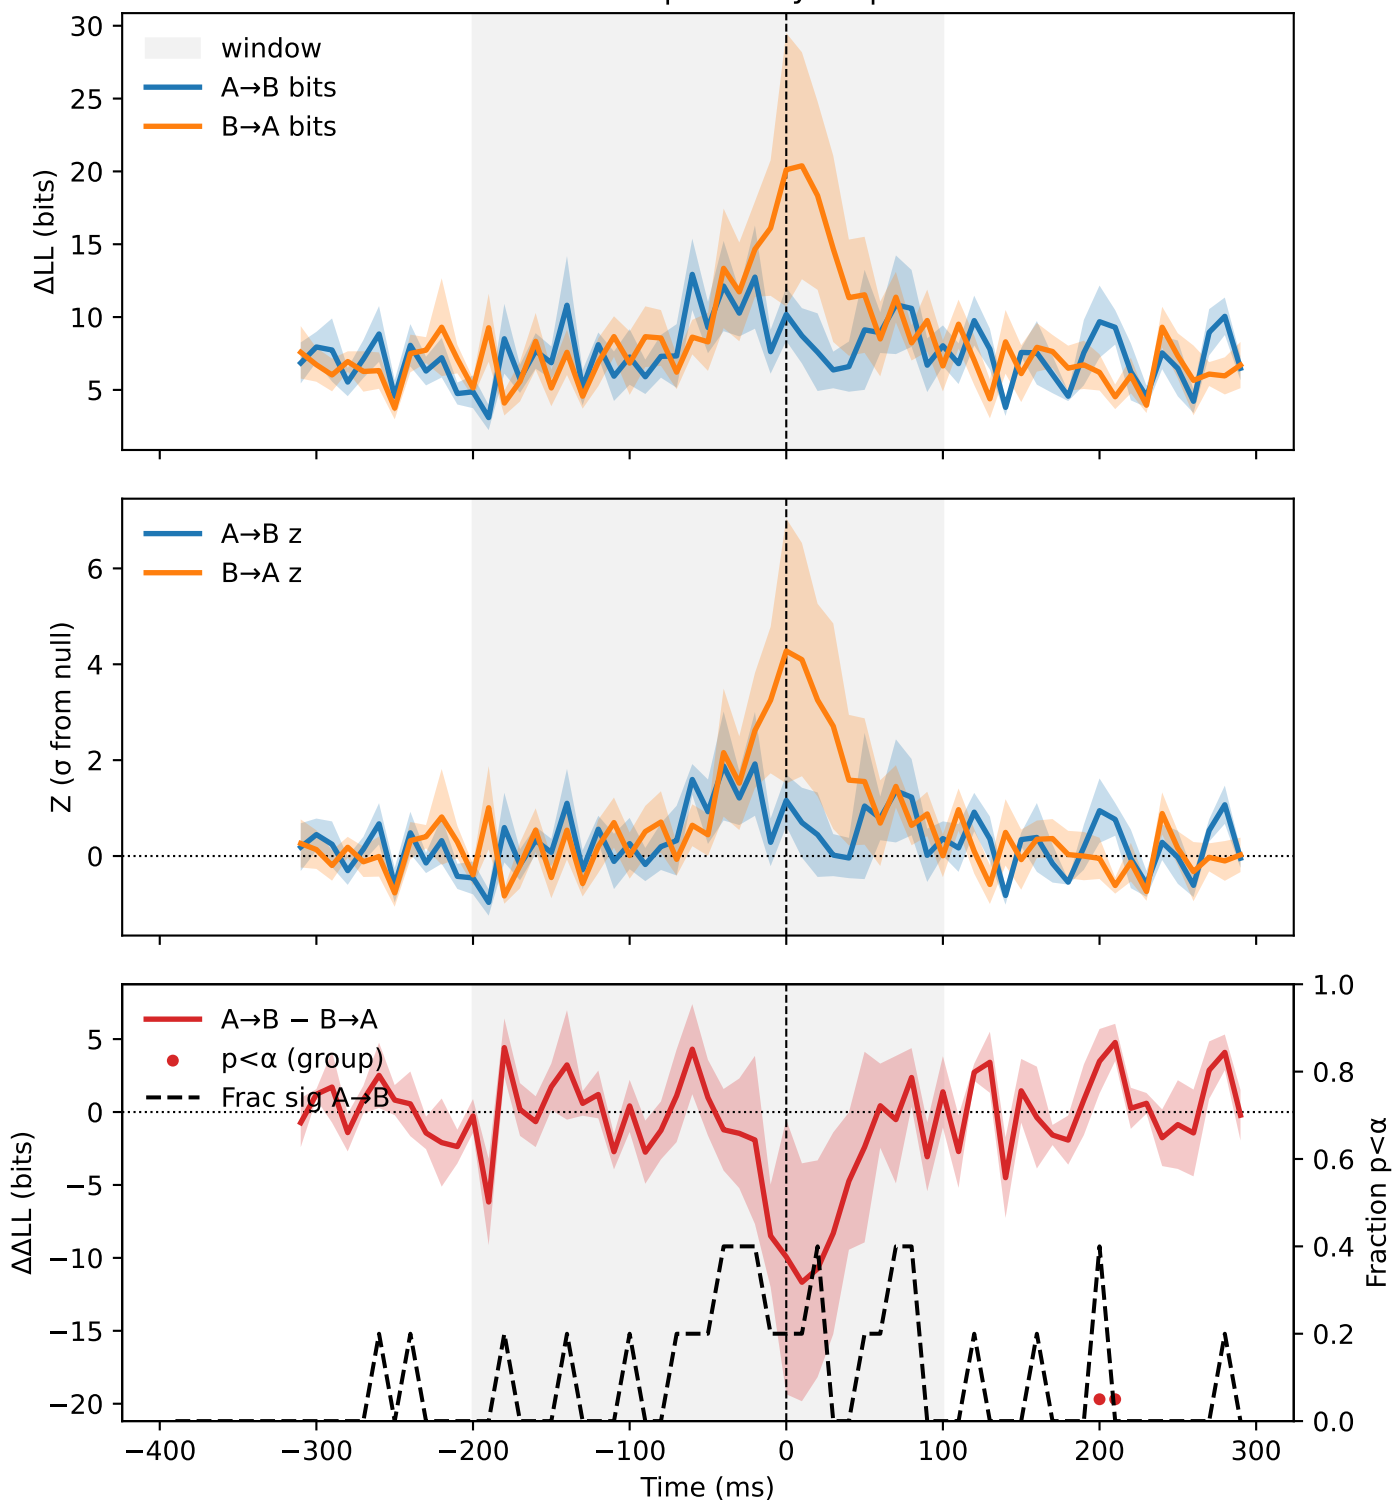 30
25
20
15
10
5
ΔLL (bits)
window
A→B bits
B→A bits
6
4
2
0
Z (σ from null)
A→B z
B→A z
5
0
−5
−10
−15
−20
ΔΔLL (bits)
A→B − B→A
p<α (group)
Frac sig A→B
1.0
0.8
0.6
0.4
0.2
0.0
Fraction p<α
−400 −300 −200 −100 0 100 200 300
Time (ms)